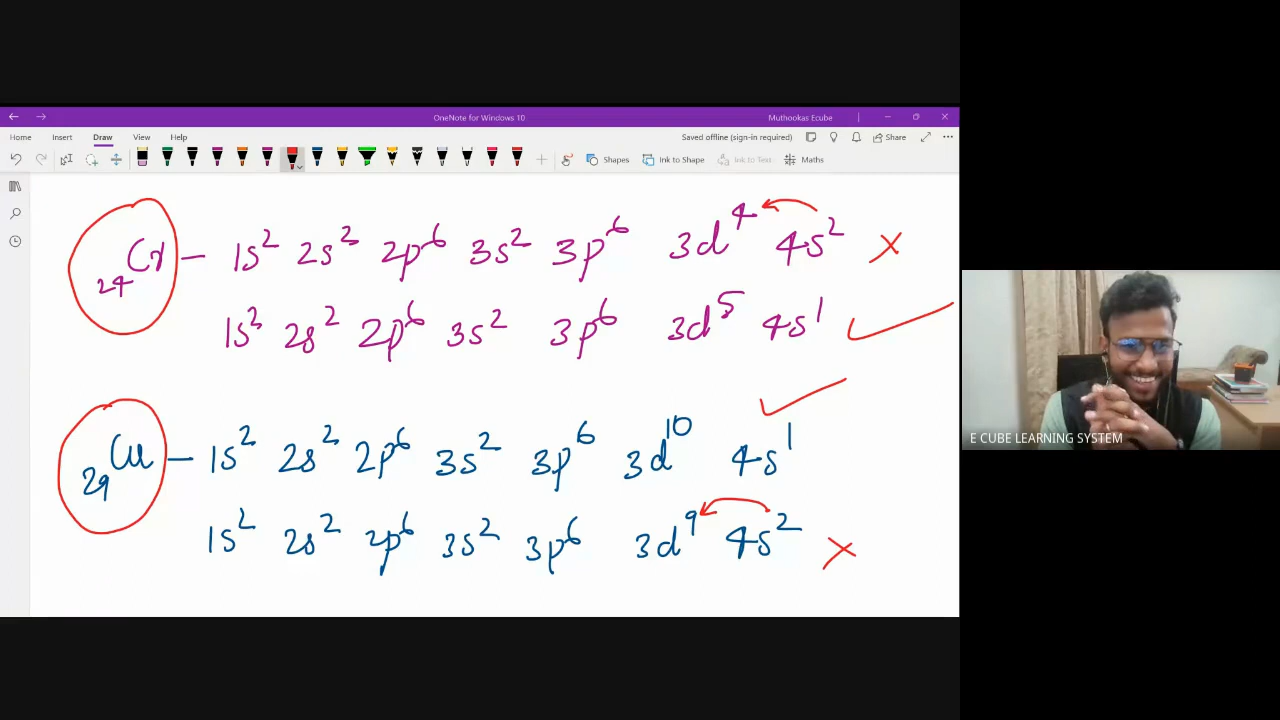 OneNote for Windows 10
Muthookas Ecube
Home Insert Draw View Help
Saved offline (sign-in required) Share
Shapes Ink to Shape Ink to Text Maths
₂₄Cr – 1s² 2s² 2p⁶ 3s² 3p⁶ 3d⁴ 4s² ×
1s² 2s² 2p⁶ 3s² 3p⁶ 3d⁵ 4s¹ ✓
₂₉Cu – 1s² 2s² 2p⁶ 3s² 3p⁶ 3d¹⁰ 4s¹ ✓
1s² 2s² 2p⁶ 3s² 3p⁶ 3d⁹ 4s² ×
E CUBE LEARNING SYSTEM